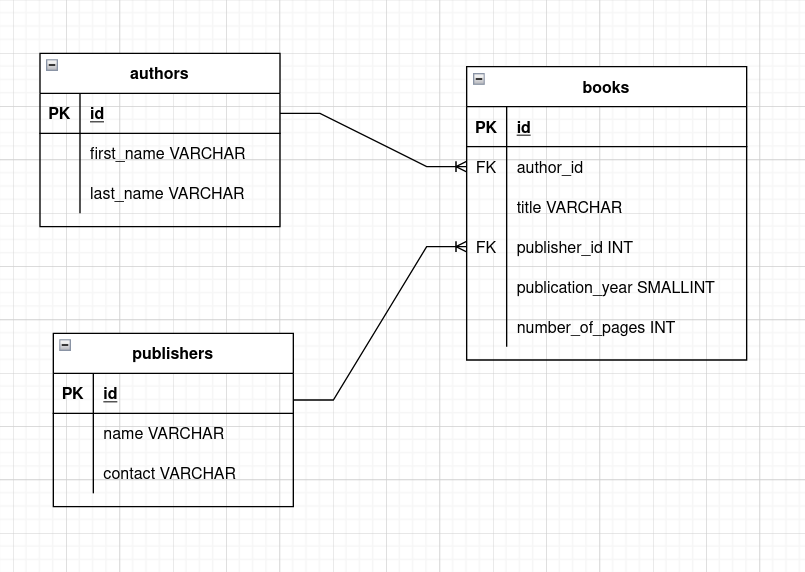 authors
PK id
first_name VARCHAR
last_name VARCHAR
books
PK id
FK author_id
title VARCHAR
FK publisher_id INT
publication_year SMALLINT
number_of_pages INT
publishers
PK id
name VARCHAR
contact VARCHAR